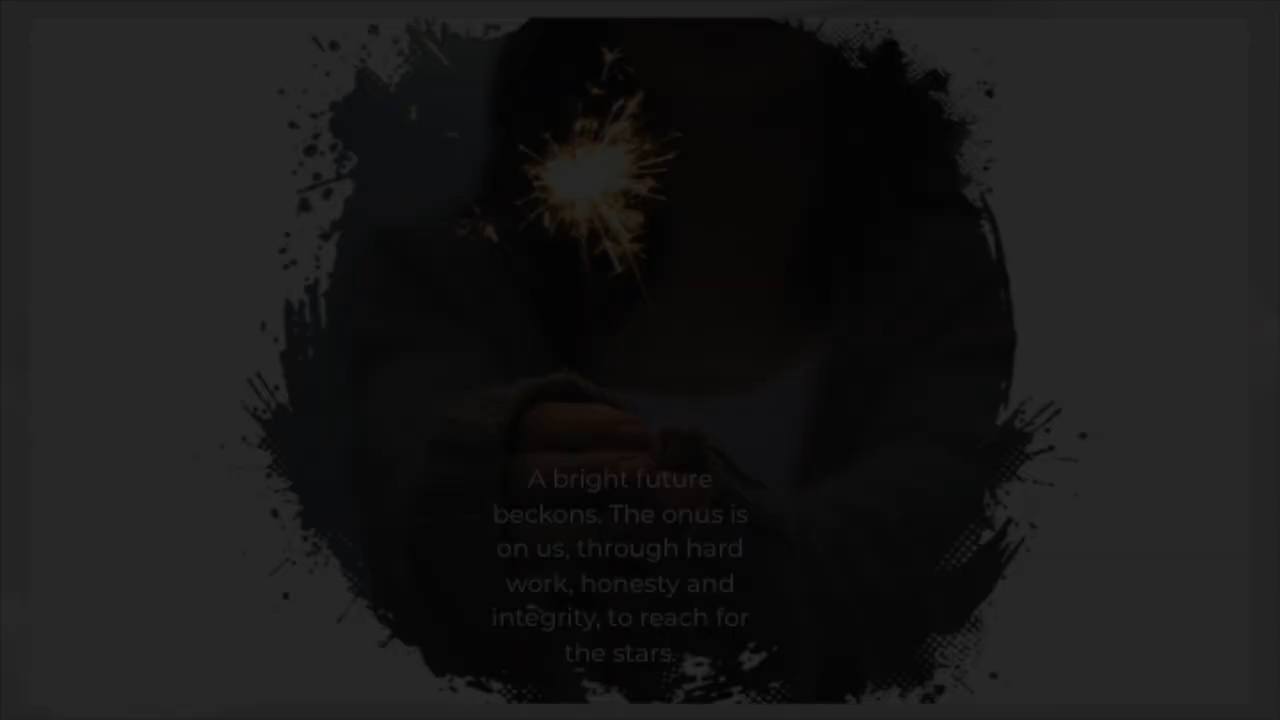 A bright future
beckons. The onus is
on us, through hard
work, honesty and
integrity, to reach for
the stars.